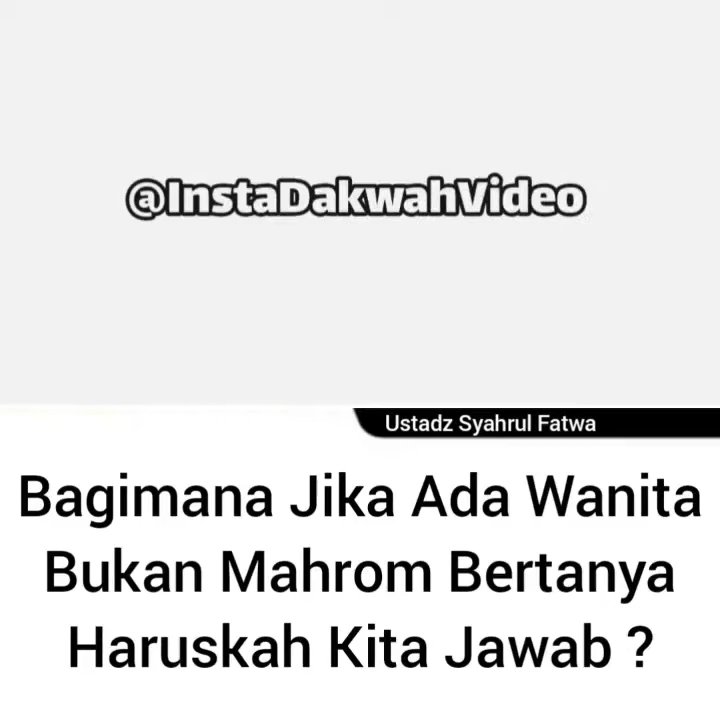 @InstaDakwahVideo
Ustadz Syahrul Fatwa
Bagimana Jika Ada Wanita
Bukan Mahrom Bertanya
Haruskah Kita Jawab ?